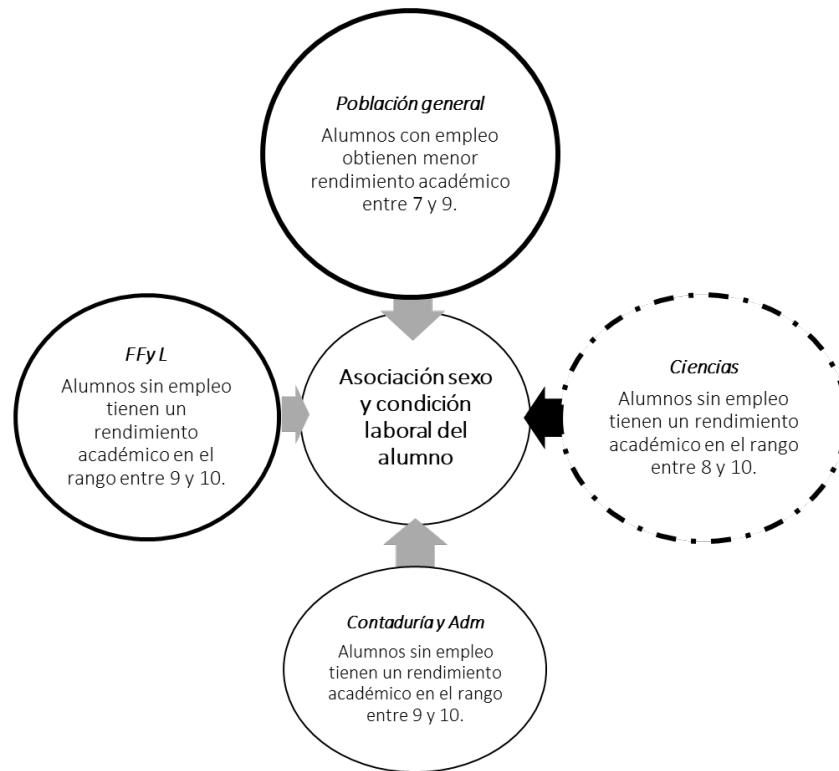 Población general
Alumnos con empleo
obtienen menor
rendimiento académico
entre 7 y 9.
FFy L
Alumnos sin empleo
tienen un
rendimiento
académico en el
rango entre 9 y 10.
Asociación sexo
y condición
laboral del
alumno
Ciencias
Alumnos sin empleo
tienen un rendimiento
académico en el rango
entre 8 y 10.
Contaduría y Adm
Alumnos sin empleo
tienen un rendimiento
académico en el rango
entre 9 y 10.